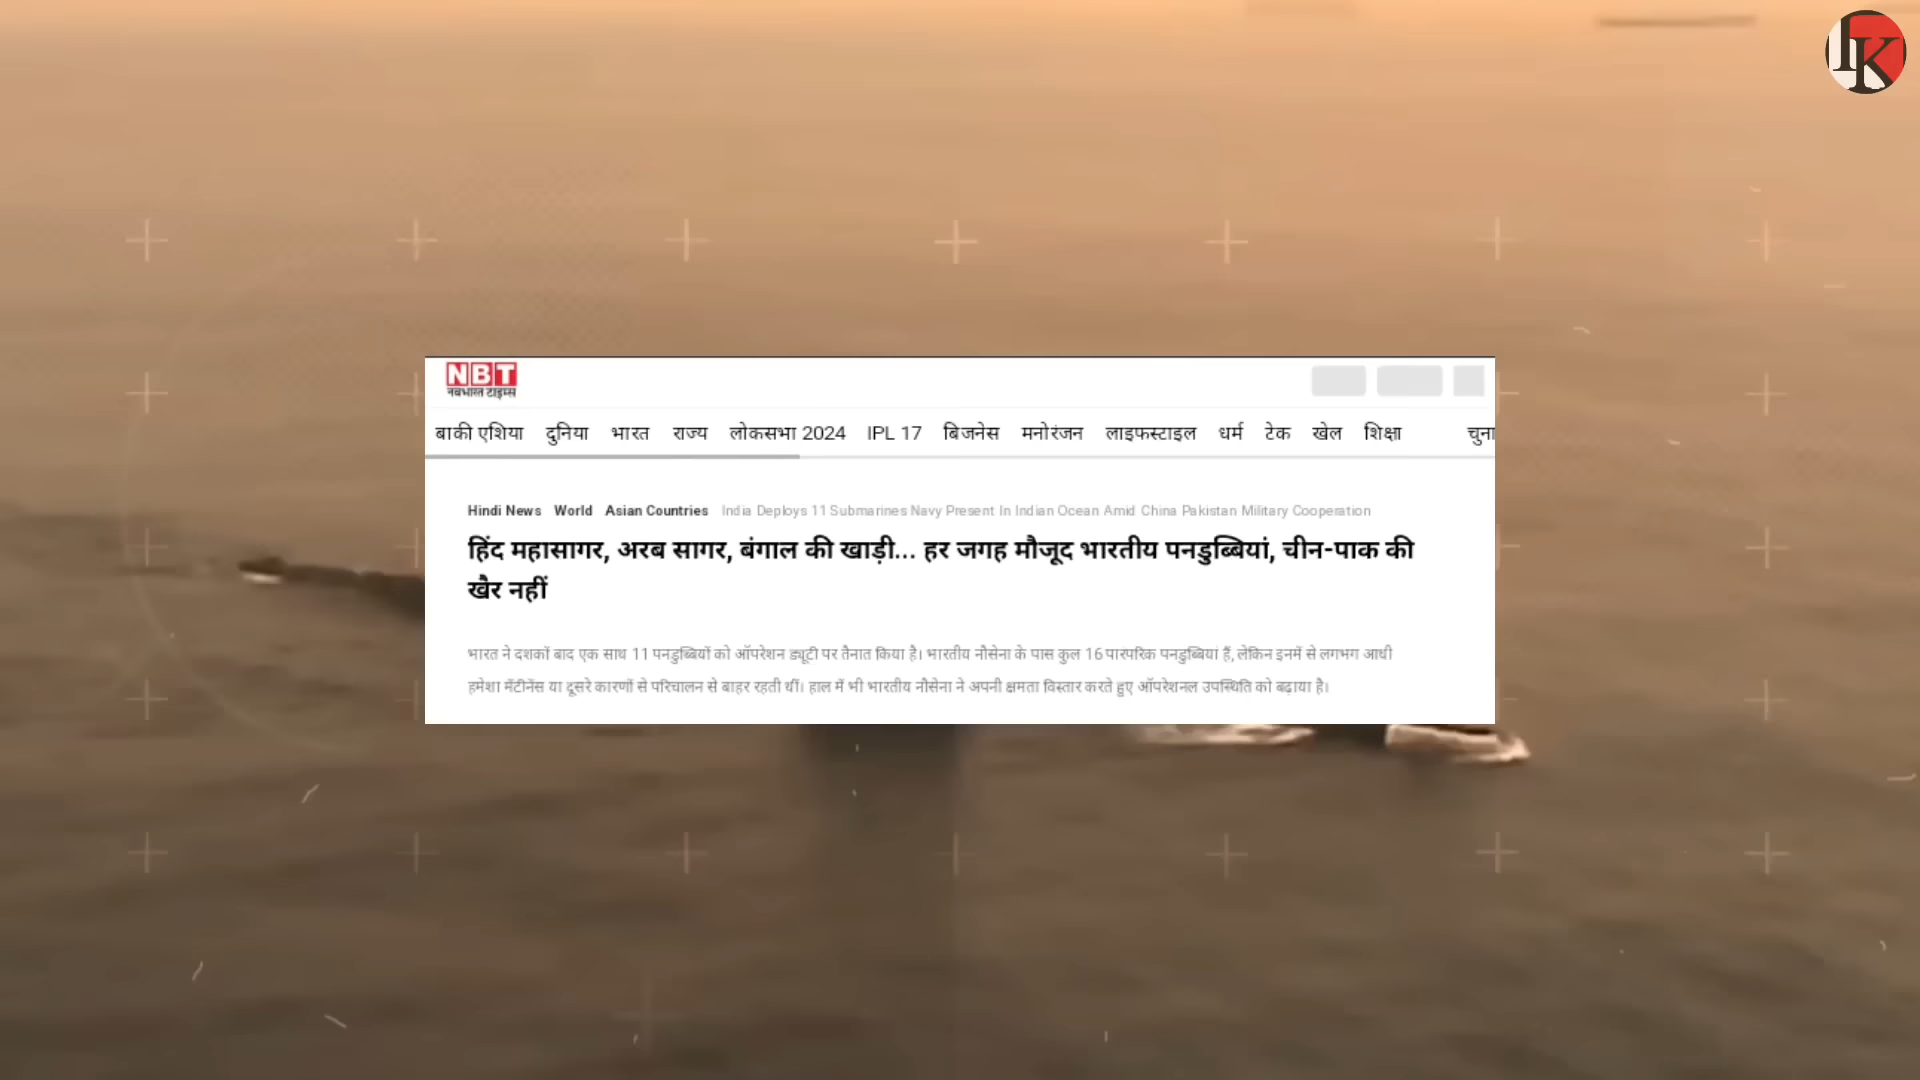 LK
NBT
नवभारत टाइम्स
बाकी एशिया दुनिया भारत राज्य लोकसभा 2024 IPL 17 बिजनेस मनोरंजन लाइफस्टाइल धर्म टेक खेल शिक्षा चुना
Hindi News World Asian Countries India Deploys 11 Submarines Navy Present In Indian Ocean Amid China Pakistan Military Cooperation
हिंद महासागर, अरब सागर, बंगाल की खाड़ी... हर जगह मौजूद भारतीय पनडुब्बियां, चीन-पाक की
खैर नहीं
भारत ने दशकों बाद एक साथ 11 पनडुब्बियों को ऑपरेशन ड्यूटी पर तैनात किया है। भारतीय नौसेना के पास कुल 16 पारंपरिक पनडुब्बियां हैं, लेकिन इनमें से लगभग आधी
हमेशा मेंटीनेंस या दूसरे कारणों से परिचालन से बाहर रहती थीं। हाल में भी भारतीय नौसेना ने अपनी क्षमता विस्तार करते हुए ऑपरेशनल उपस्थिति को बढ़ाया है।